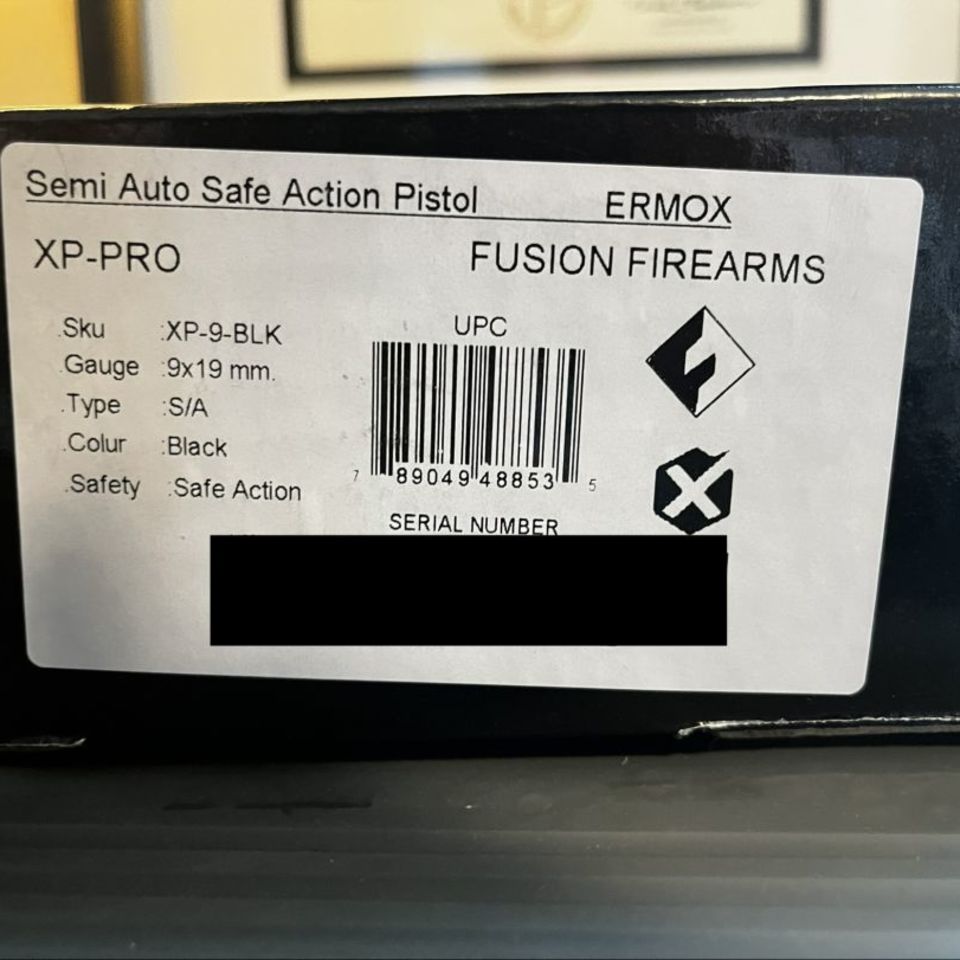 Semi Auto Safe Action Pistol ERMOX
XP-PRO FUSION FIREARMS
.Sku :XP-9-BLK
.Gauge :9x19 mm.
.Type :S/A
.Colur :Black
.Safety :Safe Action
UPC
7 89049 48853 5
SERIAL NUMBER